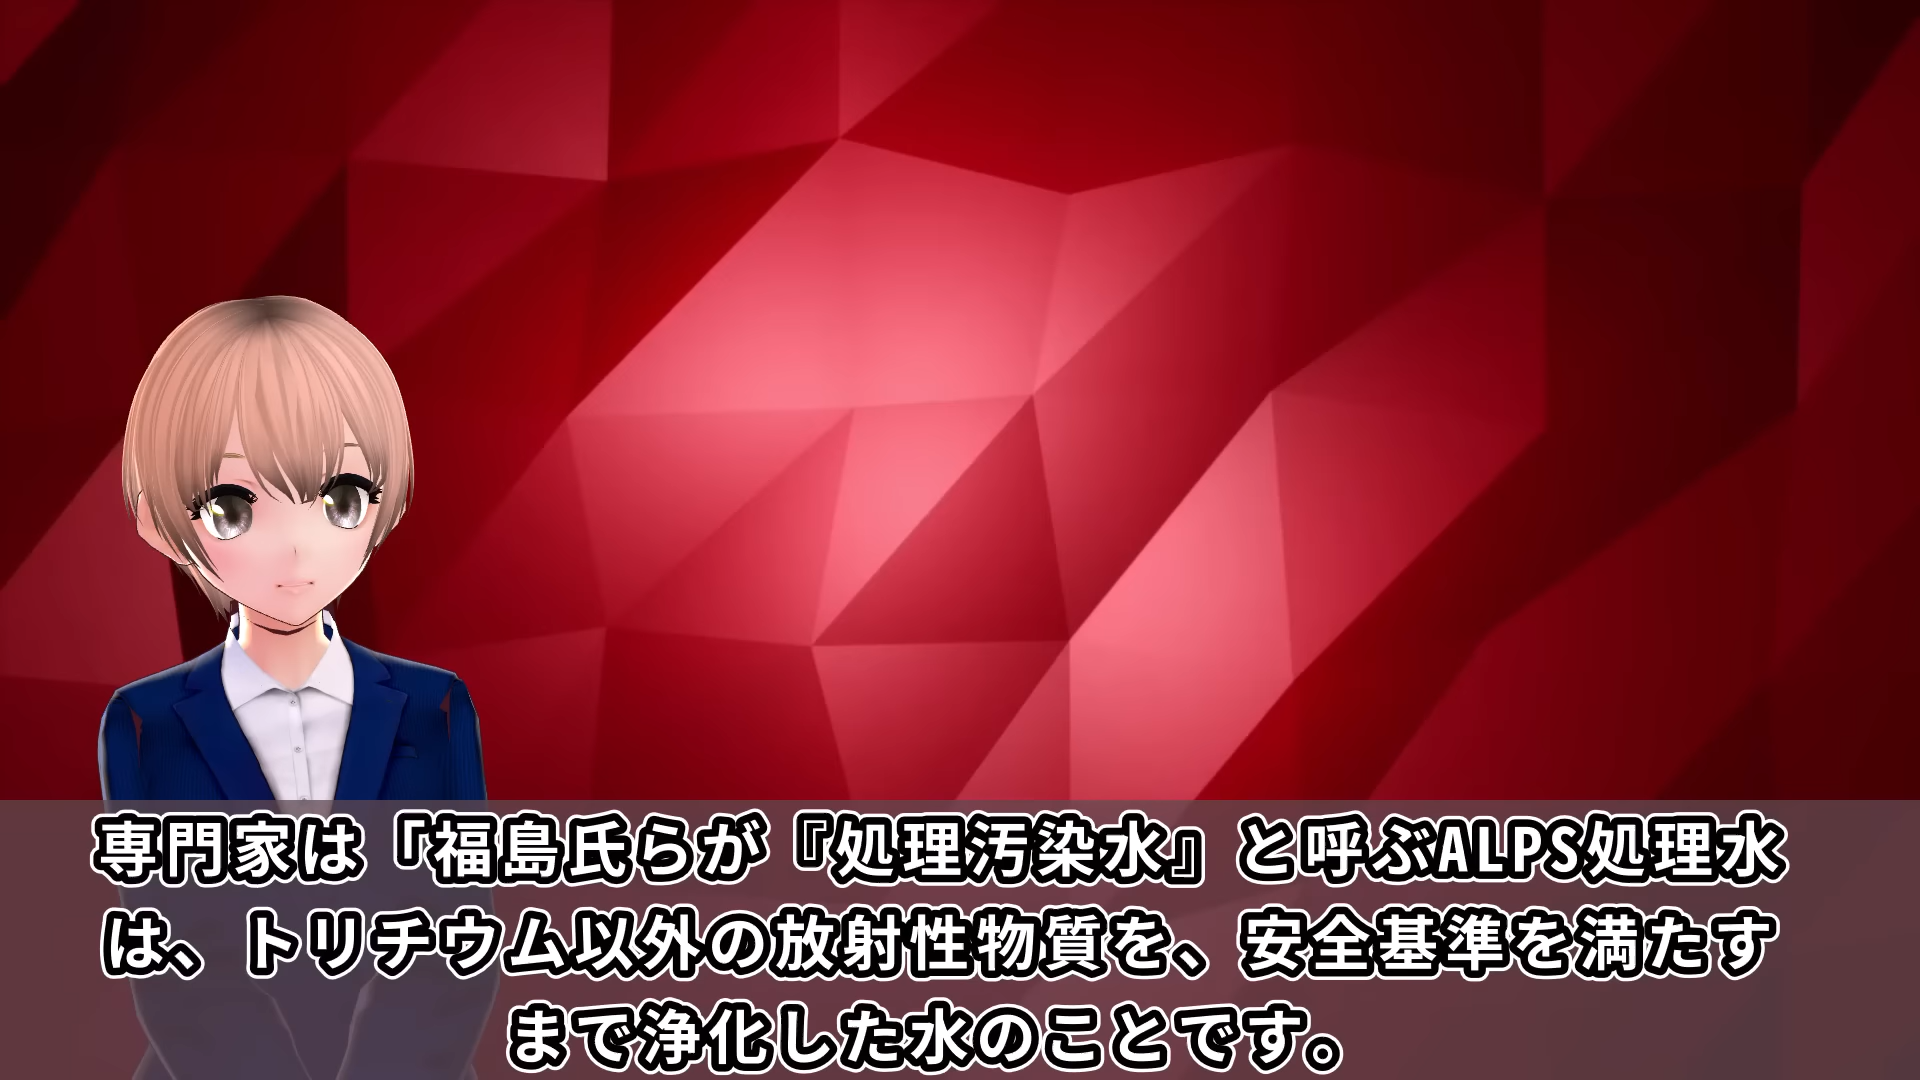 専門家は「福島氏らが『処理汚染水』と呼ぶALPS処理水
は、トリチウム以外の放射性物質を、安全基準を満たす
まで浄化した水のことです。